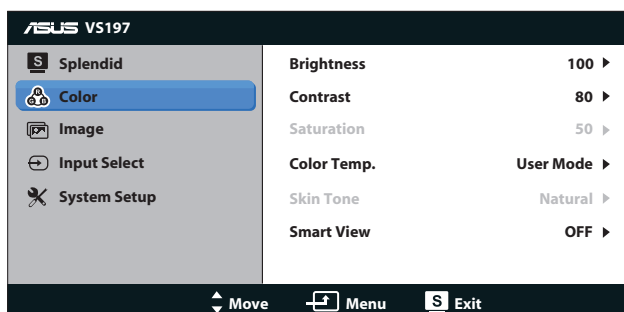 ASUS VS197
S Splendid
Color
Image
Input Select
System Setup
Brightness 100
Contrast 80
Saturation 50
Color Temp. User Mode
Skin Tone Natural
Smart View OFF
Move Menu S Exit